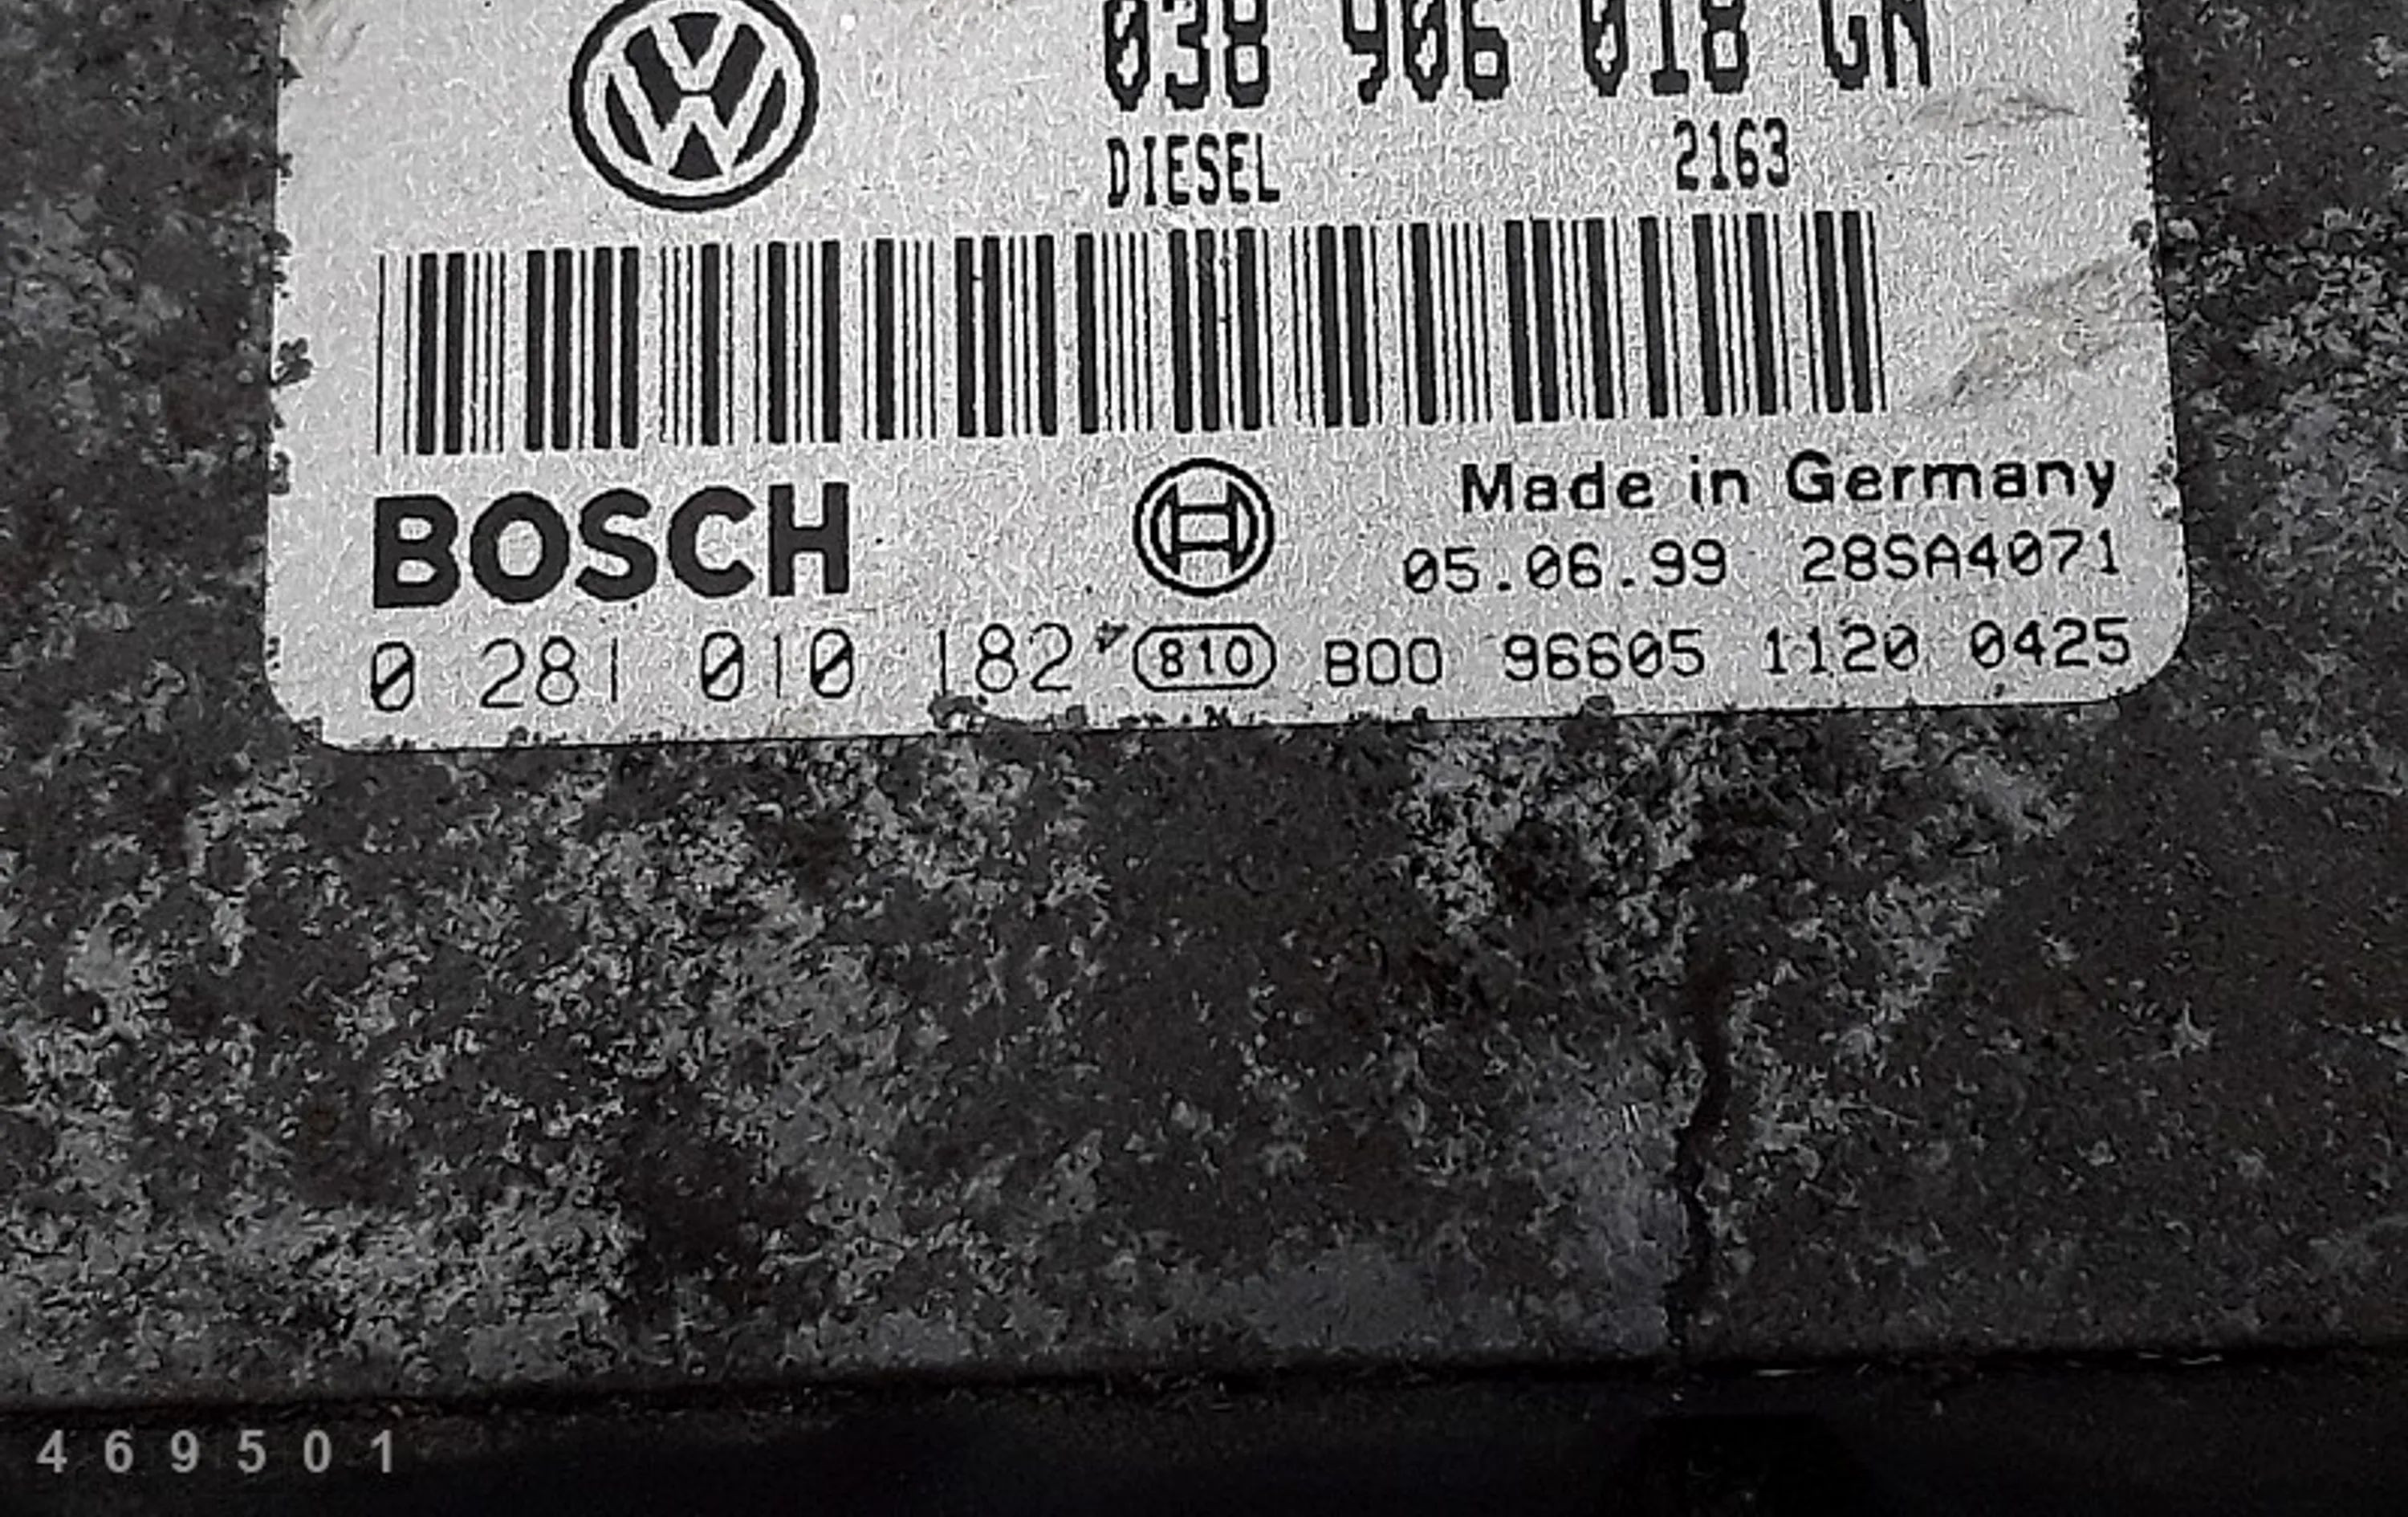 038 906 018 GN
DIESEL 2163
BOSCH
Made in Germany
05.06.99 28SA4071
0 281 010 182 810 BOO 96605 1120 0425
469501